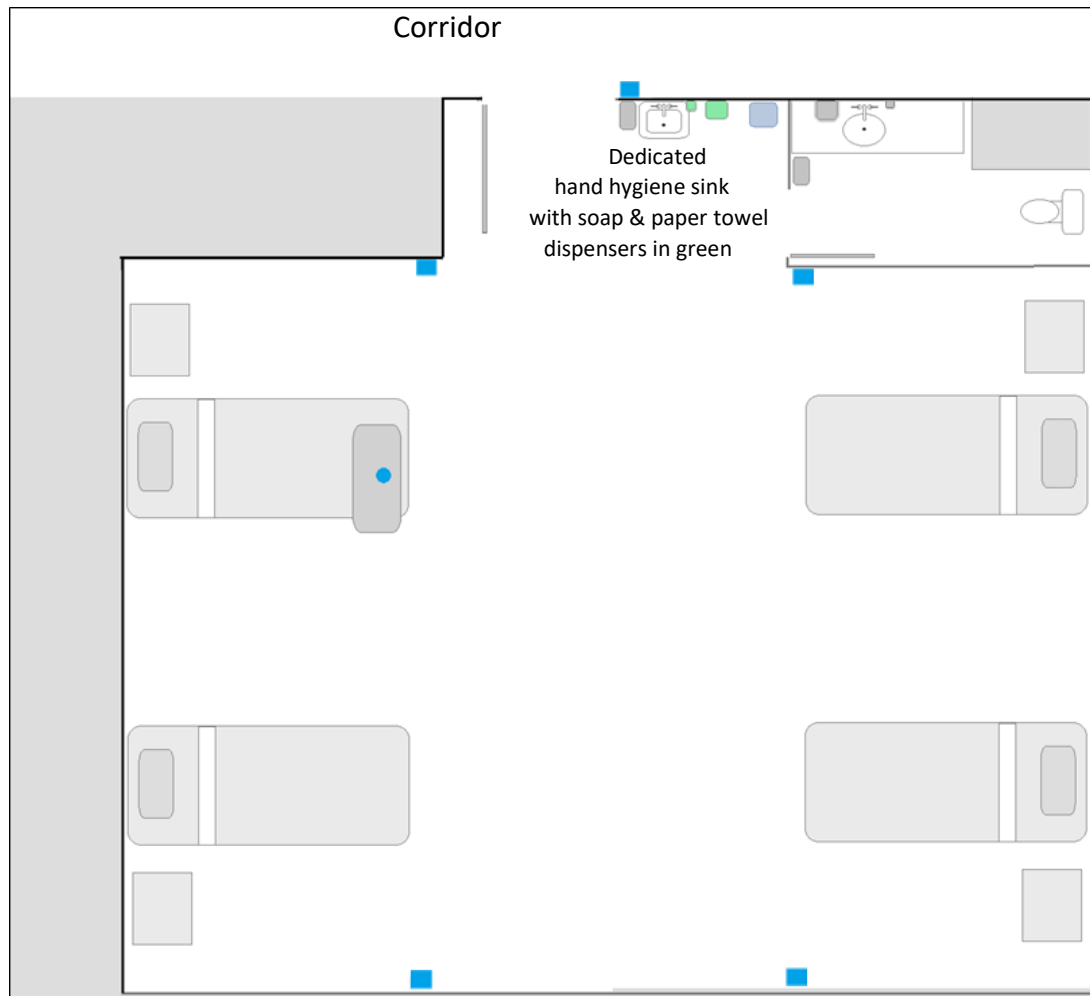 Corridor
Dedicated
hand hygiene sink
with soap & paper towel
dispensers in green